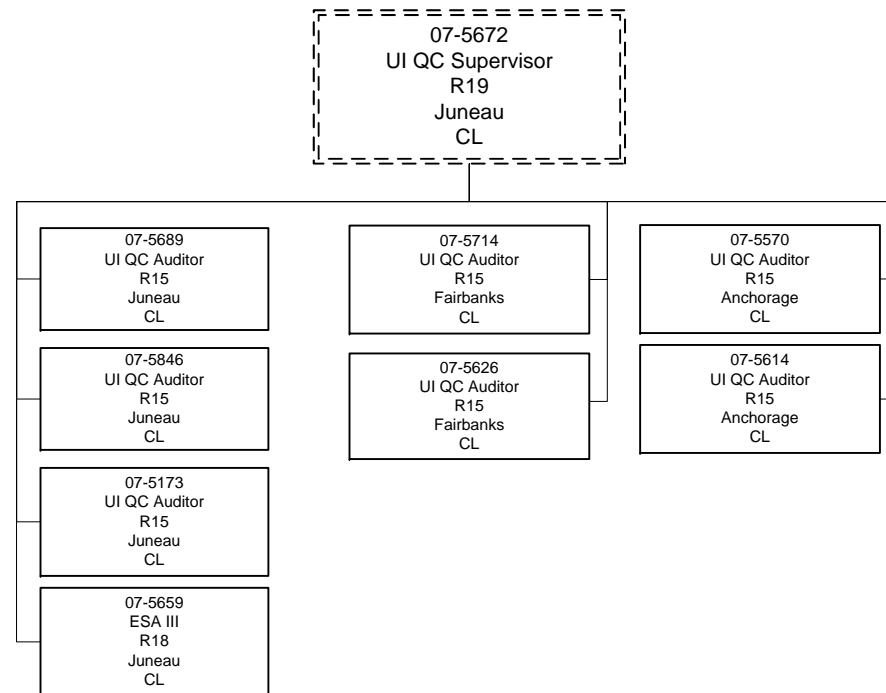 07-5672
UI QC Supervisor
R19
Juneau
CL
07-5689
UI QC Auditor
R15
Juneau
CL
07-5846
UI QC Auditor
R15
Juneau
CL
07-5173
UI QC Auditor
R15
Juneau
CL
07-5659
ESA III
R18
Juneau
CL
07-5714
UI QC Auditor
R15
Fairbanks
CL
07-5626
UI QC Auditor
R15
Fairbanks
CL
07-5570
UI QC Auditor
R15
Anchorage
CL
07-5614
UI QC Auditor
R15
Anchorage
CL